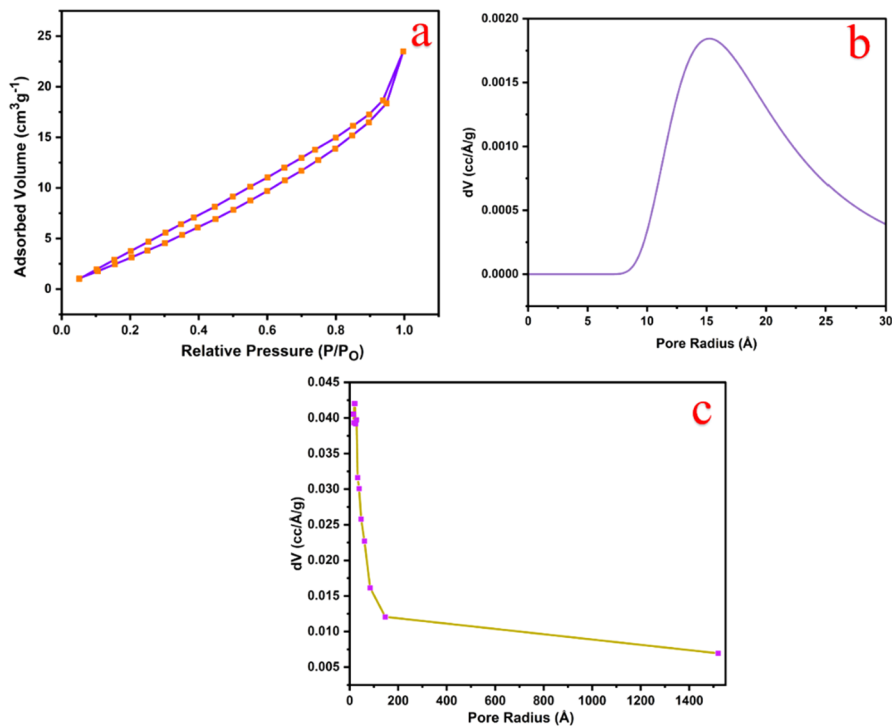 a
25
20
15
10
5
0
Adsorbed Volume (cm³g⁻¹)
0.0 0.2 0.4 0.6 0.8 1.0
Relative Pressure (P/P_O)
b
0.0020
0.0015
0.0010
0.0005
0.0000
dV (cc/Å/g)
0 5 10 15 20 25 30
Pore Radius (Å)
c
0.045
0.040
0.035
0.030
0.025
0.020
0.015
0.010
0.005
dV (cc/Å/g)
0 200 400 600 800 1000 1200 1400
Pore Radius (Å)